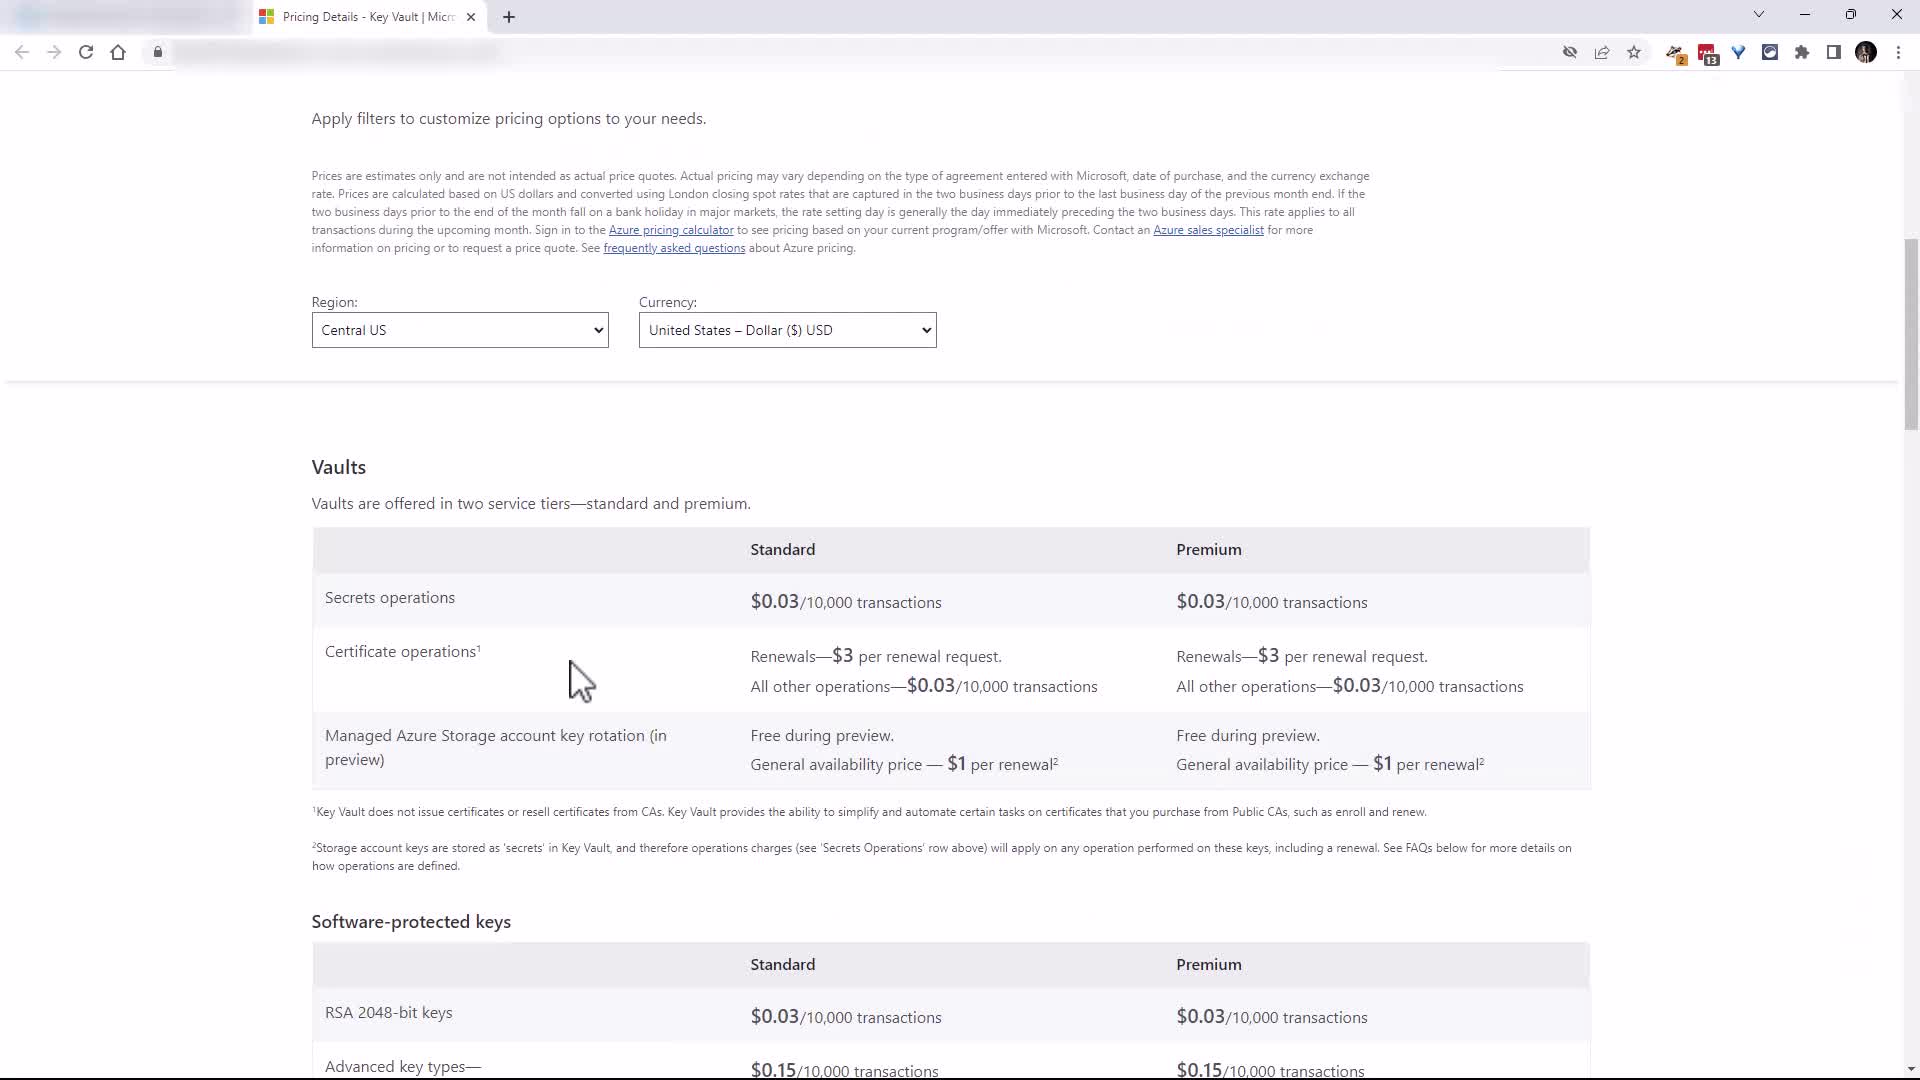 Pricing Details - Key Vault | Micr
2
13
Apply filters to customize pricing options to your needs.
Prices are estimates only and are not intended as actual price quotes. Actual pricing may vary depending on the type of agreement entered with Microsoft, date of purchase, and the currency exchange
rate. Prices are calculated based on US dollars and converted using London closing spot rates that are captured in the two business days prior to the last business day of the previous month end. If the
two business days prior to the end of the month fall on a bank holiday in major markets, the rate setting day is generally the day immediately preceding the two business days. This rate applies to all
transactions during the upcoming month. Sign in to the Azure pricing calculator to see pricing based on your current program/offer with Microsoft. Contact an Azure sales specialist for more
information on pricing or to request a price quote. See frequently asked questions about Azure pricing.
Region: Currency:
Central US United States – Dollar ($) USD
Vaults
Vaults are offered in two service tiers—standard and premium.
Standard Premium
Secrets operations $0.03/10,000 transactions $0.03/10,000 transactions
Certificate operations¹ Renewals—$3 per renewal request. Renewals—$3 per renewal request.
All other operations—$0.03/10,000 transactions All other operations—$0.03/10,000 transactions
Managed Azure Storage account key rotation (in Free during preview. Free during preview.
preview) General availability price — $1 per renewal² General availability price — $1 per renewal²
¹Key Vault does not issue certificates or resell certificates from CAs. Key Vault provides the ability to simplify and automate certain tasks on certificates that you purchase from Public CAs, such as enroll and renew.
²Storage account keys are stored as 'secrets' in Key Vault, and therefore operations charges (see 'Secrets Operations' row above) will apply on any operation performed on these keys, including a renewal. See FAQs below for more details on
how operations are defined.
Software-protected keys
Standard Premium
RSA 2048-bit keys $0.03/10,000 transactions $0.03/10,000 transactions
Advanced key types— $0.15/10,000 transactions $0.15/10,000 transactions